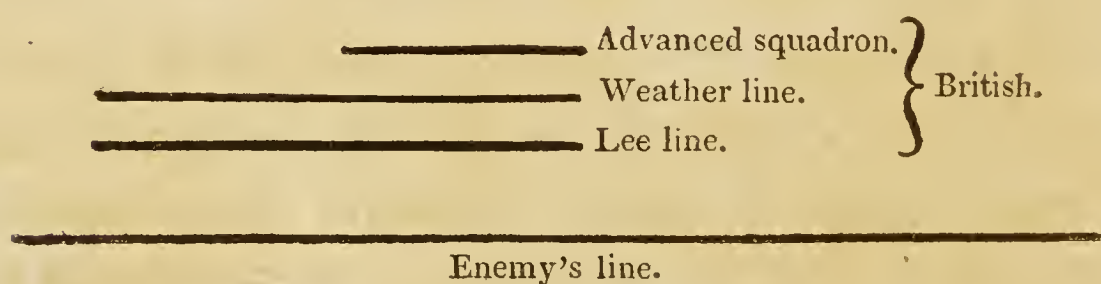 Advanced squadron.
Weather line.
British.
Lee line.
Enemy's line.